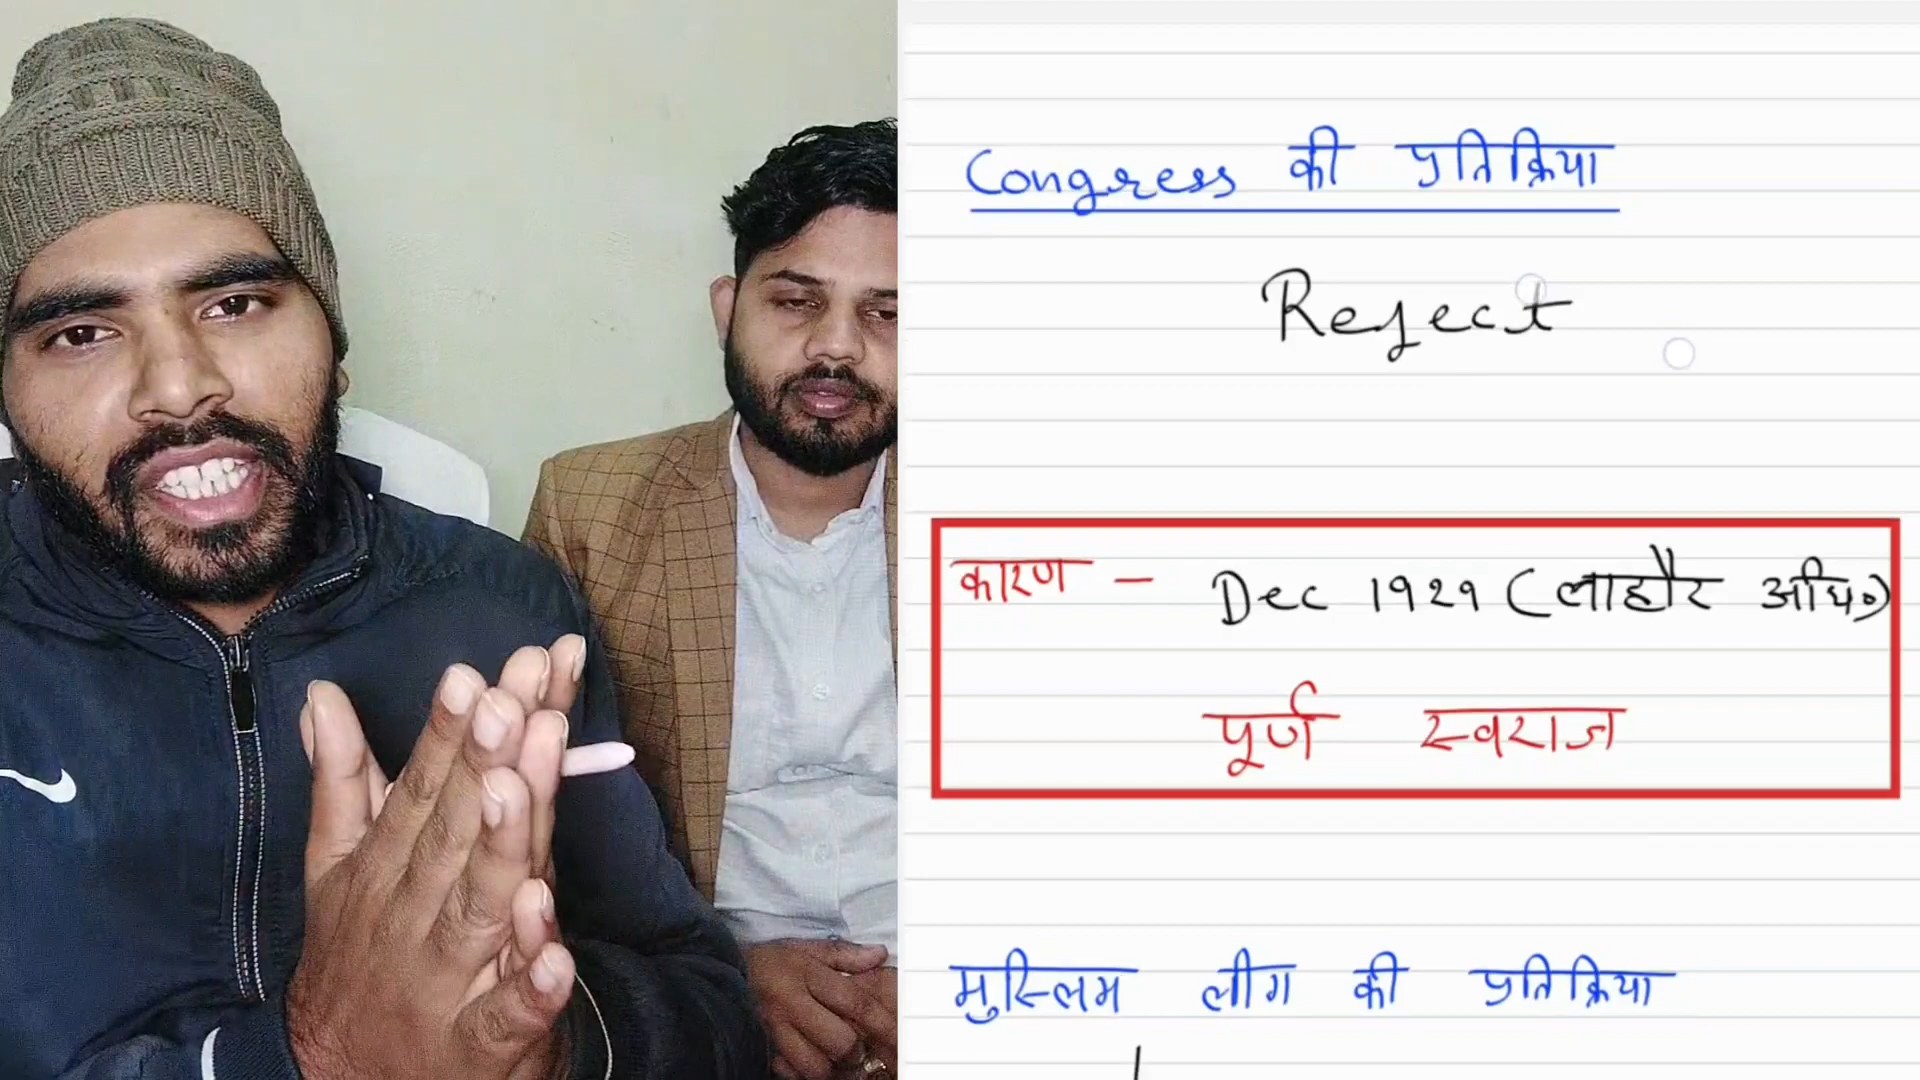 Congress की प्रतिक्रिया
Reject
कारण - Dec 1929 (लाहौर अधि०)
पूर्ण स्वराज
मुस्लिम लीग की प्रतिक्रिया